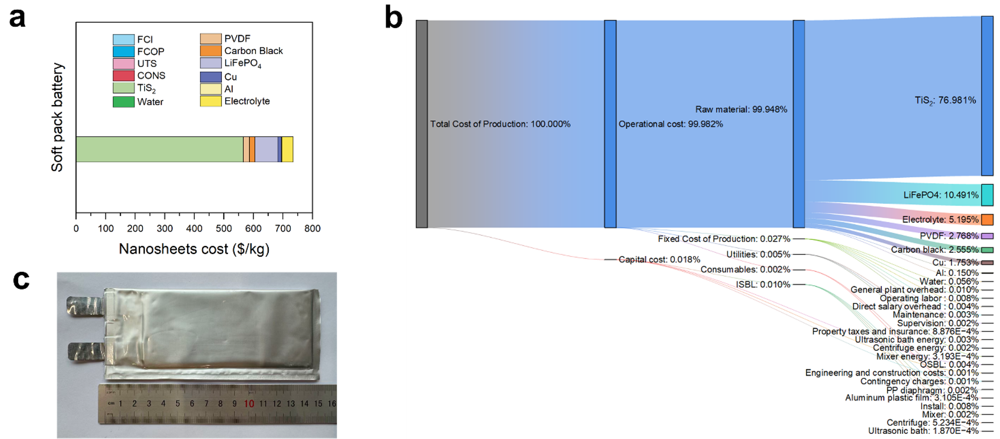 a
FCI
FCOP
UTS
CONS
TiS₂
Water
PVDF
Carbon Black
LiFePO₄
Cu
Al
Electrolyte
Soft pack battery
0 100 200 300 400 500 600 700 800
Nanosheets cost ($/kg)
b
Total Cost of Production: 100.000%
Operational cost: 99.982%
Raw material: 99.948%
Capital cost: 0.018%
Fixed Cost of Production: 0.027%
Utilities: 0.005%
Consumables: 0.002%
ISBL: 0.010%
TiS₂: 76.981%
LiFePO4: 10.491%
Electrolyte: 5.195%
PVDF: 2.768%
Carbon black: 2.555%
Cu: 1.753%
Al: 0.150%
Water: 0.056%
General plant overhead: 0.010%
Operating labor : 0.008%
Direct salary overhead : 0.004%
Maintenance: 0.003%
Supervision: 0.002%
Property taxes and insurance: 8.876E−4%
Ultrasonic bath energy: 0.003%
Centrifuge energy: 0.002%
Mixer energy: 3.193E−4%
OSBL: 0.004%
Engineering and construction costs: 0.001%
Contingency charges: 0.001%
PP diaphragm: 0.002%
Aluminum plastic film: 3.105E-4%
Install: 0.008%
Mixer: 0.002%
Centrifuge: 5.234E−4%
Ultrasonic bath: 1.870E−4%
c
cm 1 2 3 4 5 6 7 8 9 10 11 12 13 14 15 16